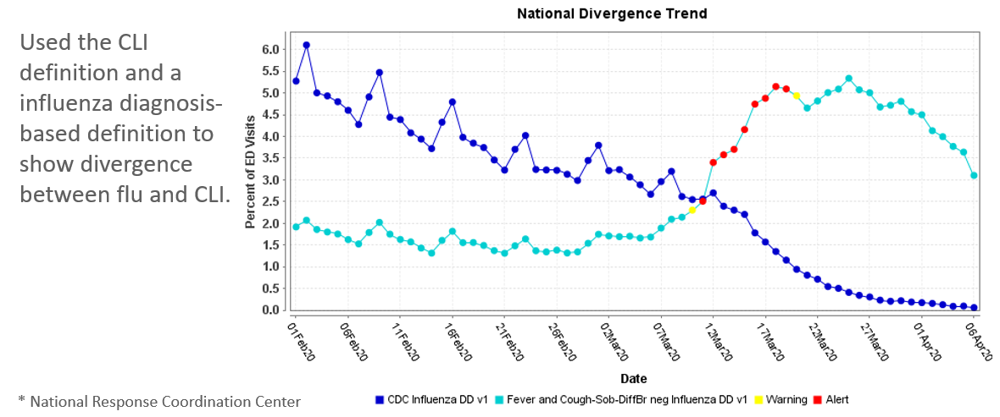 National Divergence Trend
Used the CLI
definition and a
influenza diagnosis-
based definition to
show divergence
between flu and CLI.
Percent of ED Visits
6.0
5.5
5.0
4.5
4.0
3.5
3.0
2.5
2.0
1.5
1.0
0.5
0.0
01Feb20
06Feb20
11Feb20
16Feb20
21Feb20
26Feb20
02Mar20
07Mar20
12Mar20
17Mar20
22Mar20
27Mar20
01Apr20
06Apr20
Date
CDC Influenza DD v1 Fever and Cough-Sob-DiffBr neg Influenza DD v1 Warning Alert
* National Response Coordination Center